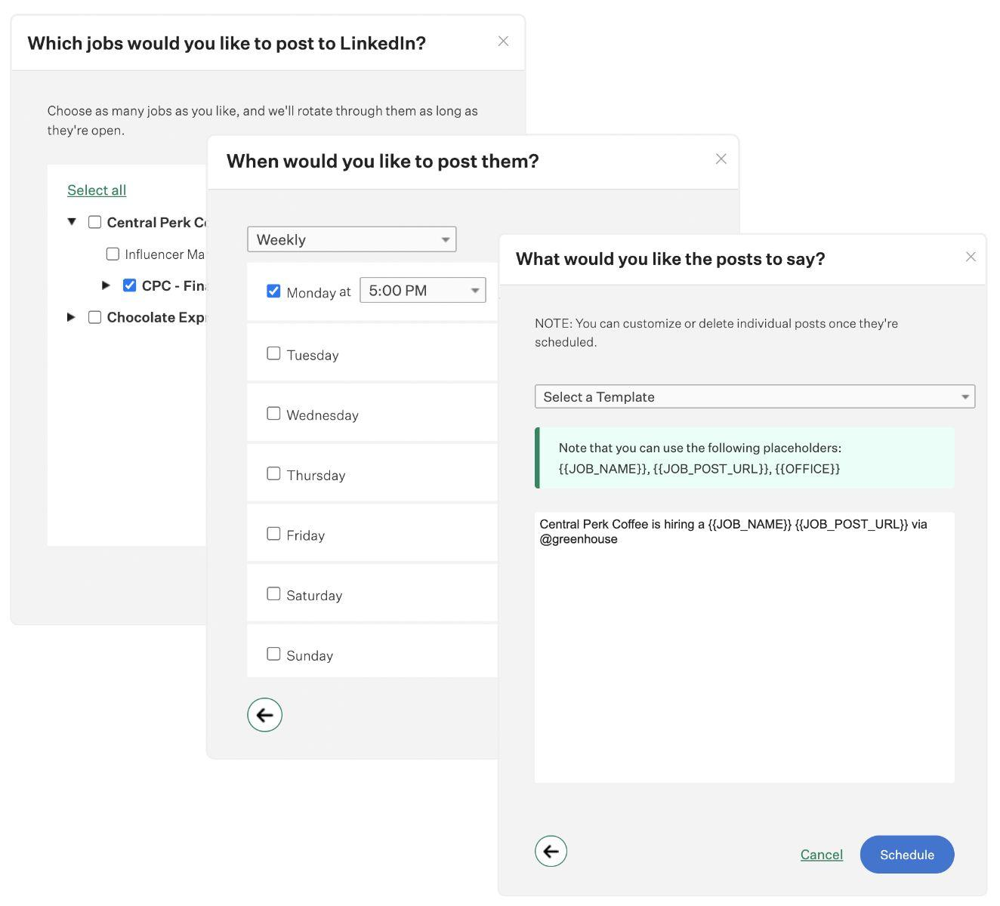 Which jobs would you like to post to LinkedIn?
Choose as many jobs as you like, and we'll rotate through them as long as
they're open.
Select all
Central Perk
Influencer
CPC -
Chocolate
When would you like to post them?
Weekly
Monday at 5:00 PM
Tuesday
Wednesday
Thursday
Friday
Saturday
Sunday
What would you like the posts to say?
NOTE: You can customize or delete individual posts once they're
scheduled.
Select a Template
Note that you can use the following placeholders:
{{JOB_NAME}}, {{JOB_POST_URL}}, {{OFFICE}}
Central Perk Coffee is hiring a {{JOB_NAME}} {{JOB_POST_URL}} via
@greenhouse
Cancel
Schedule